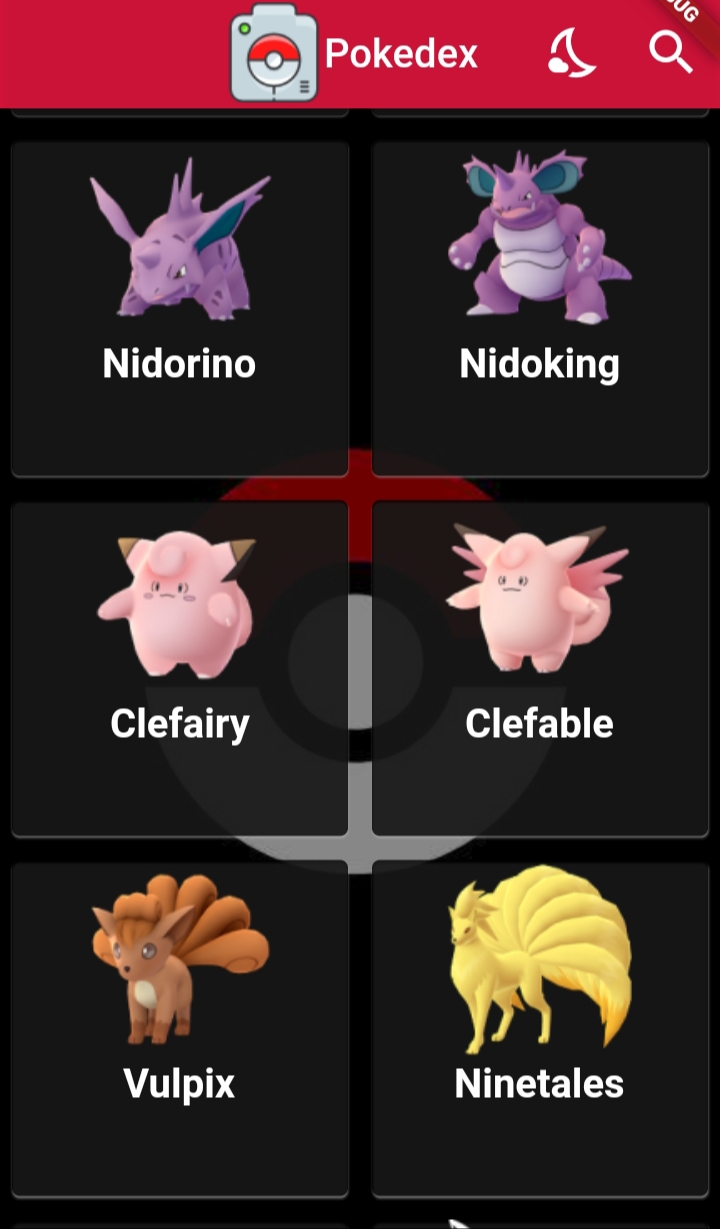 Pokedex
Nidorino
Nidoking
Clefairy
Clefable
Vulpix
Ninetales